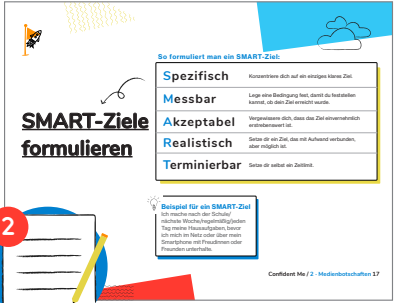 So formuliert man ein SMART-Ziel:
Spezifisch
Konzentriere dich auf ein einziges klares Ziel.
Messbar
Lege eine Bedingung fest, damit du feststellen
kannst, ob dein Ziel erreicht wurde.
SMART-Ziele
formulieren
Akzeptabel
Vergewissere dich, dass das Ziel einvernehmlich
erstrebenswert ist.
Realistisch
Setze dir ein Ziel, das mit Aufwand verbunden,
aber möglich ist.
Terminierbar
Setze dir selbst ein Zeitlimit.
Beispiel für ein SMART-Ziel
Ich mache nach der Schule/
nächste Woche/regelmäßig/jeden
Tag meine Hausaufgaben, bevor
ich mich im Netz oder über mein
Smartphone mit Freudinnen oder
Freunden unterhalte.
2
Confident Me / 2 - Medienbotschaften 17